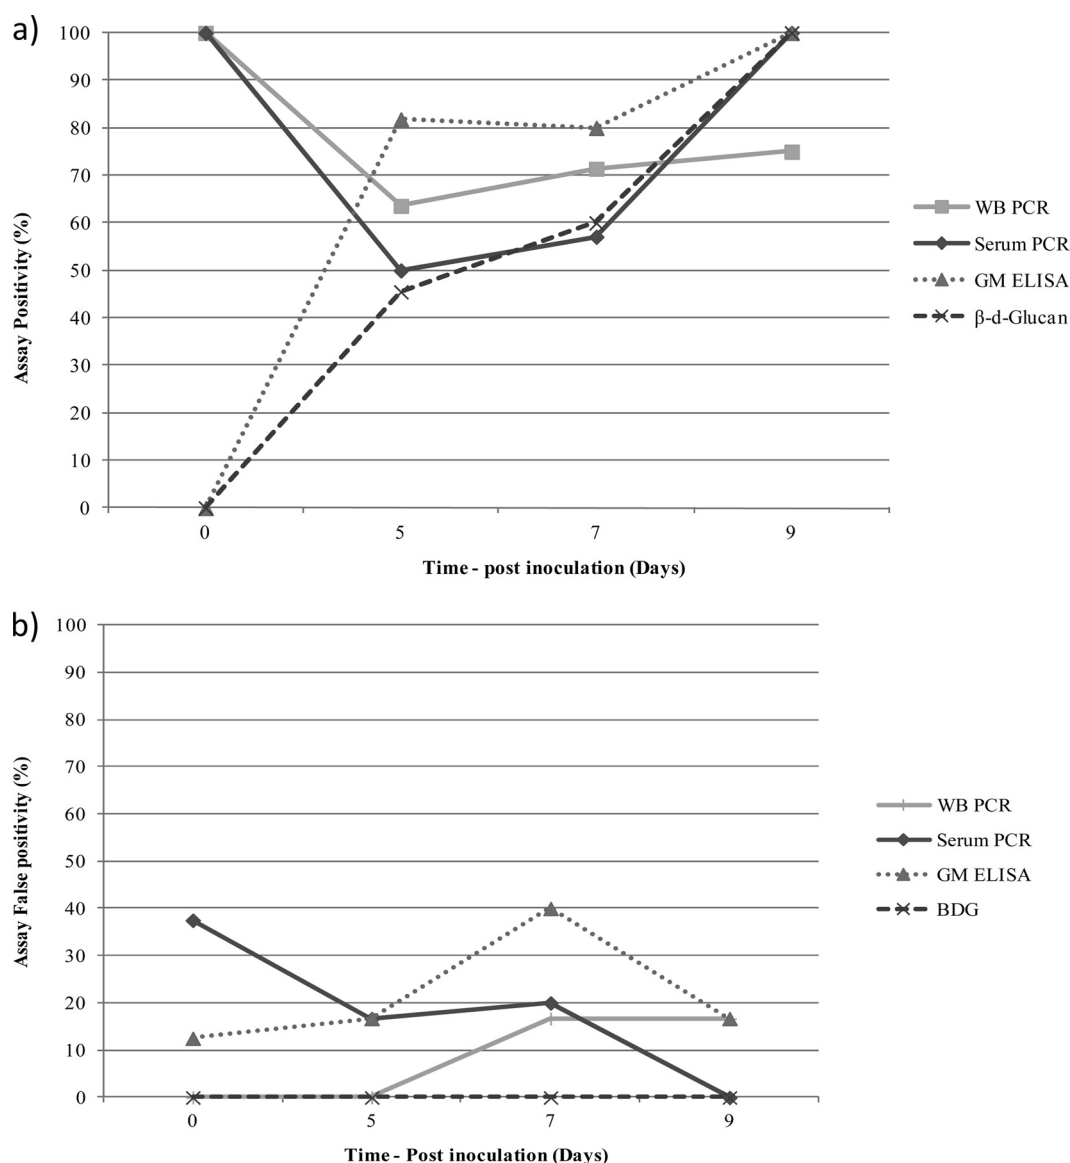 a)
100
90
80
70
60
50
40
30
20
10
0
Assay Positivity (%)
0 5 7 9
Time - post inoculation (Days)
WB PCR
Serum PCR
GM ELISA
β-d-Glucan
b)
100
90
80
70
60
50
40
30
20
10
0
Assay False positivity (%)
0 5 7 9
Time - Post inoculation (Days)
WB PCR
Serum PCR
GM ELISA
BDG